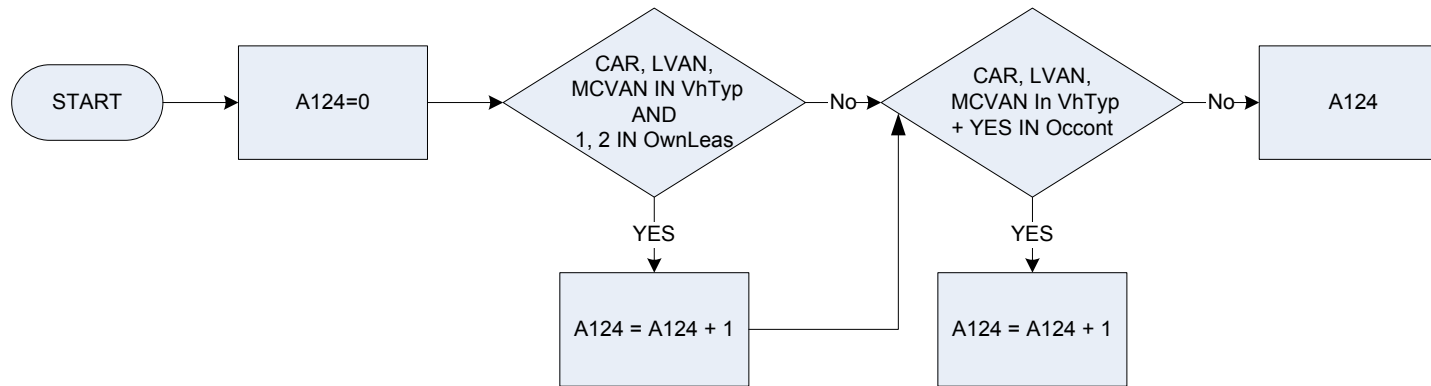 START
A124=0
CAR, LVAN,
MCVAN IN VhTyp
AND
1, 2 IN OwnLeas
No
CAR, LVAN,
MCVAN In VhTyp
+ YES IN Occont
No
A124
YES
YES
A124 = A124 + 1
A124 = A124 + 1